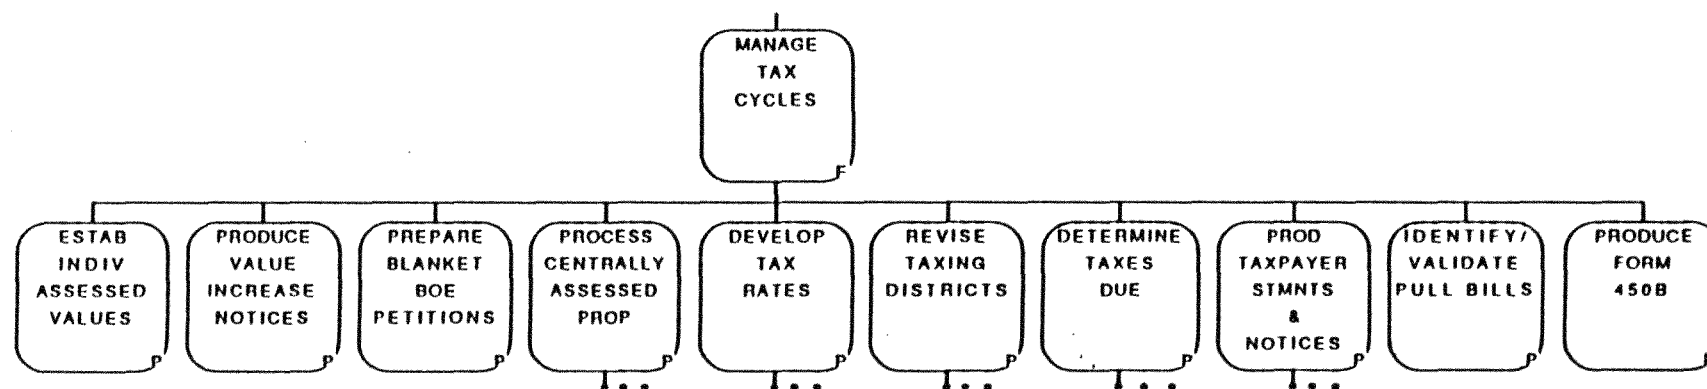 MANAGE
TAX
CYCLES
F
ESTAB
INDIV
ASSESSED
VALUES
P
PRODUCE
VALUE
INCREASE
NOTICES
P
PREPARE
BLANKET
BOE
PETITIONS
P
PROCESS
CENTRALLY
ASSESSED
PROP
P
DEVELOP
TAX
RATES
P
REVISE
TAXING
DISTRICTS
P
DETERMINE
TAXES
DUE
P
PROD
TAXPAYER
STMNTS
&
NOTICES
P
IDENTIFY/
VALIDATE
PULL BILLS
P
PRODUCE
FORM
450B
P